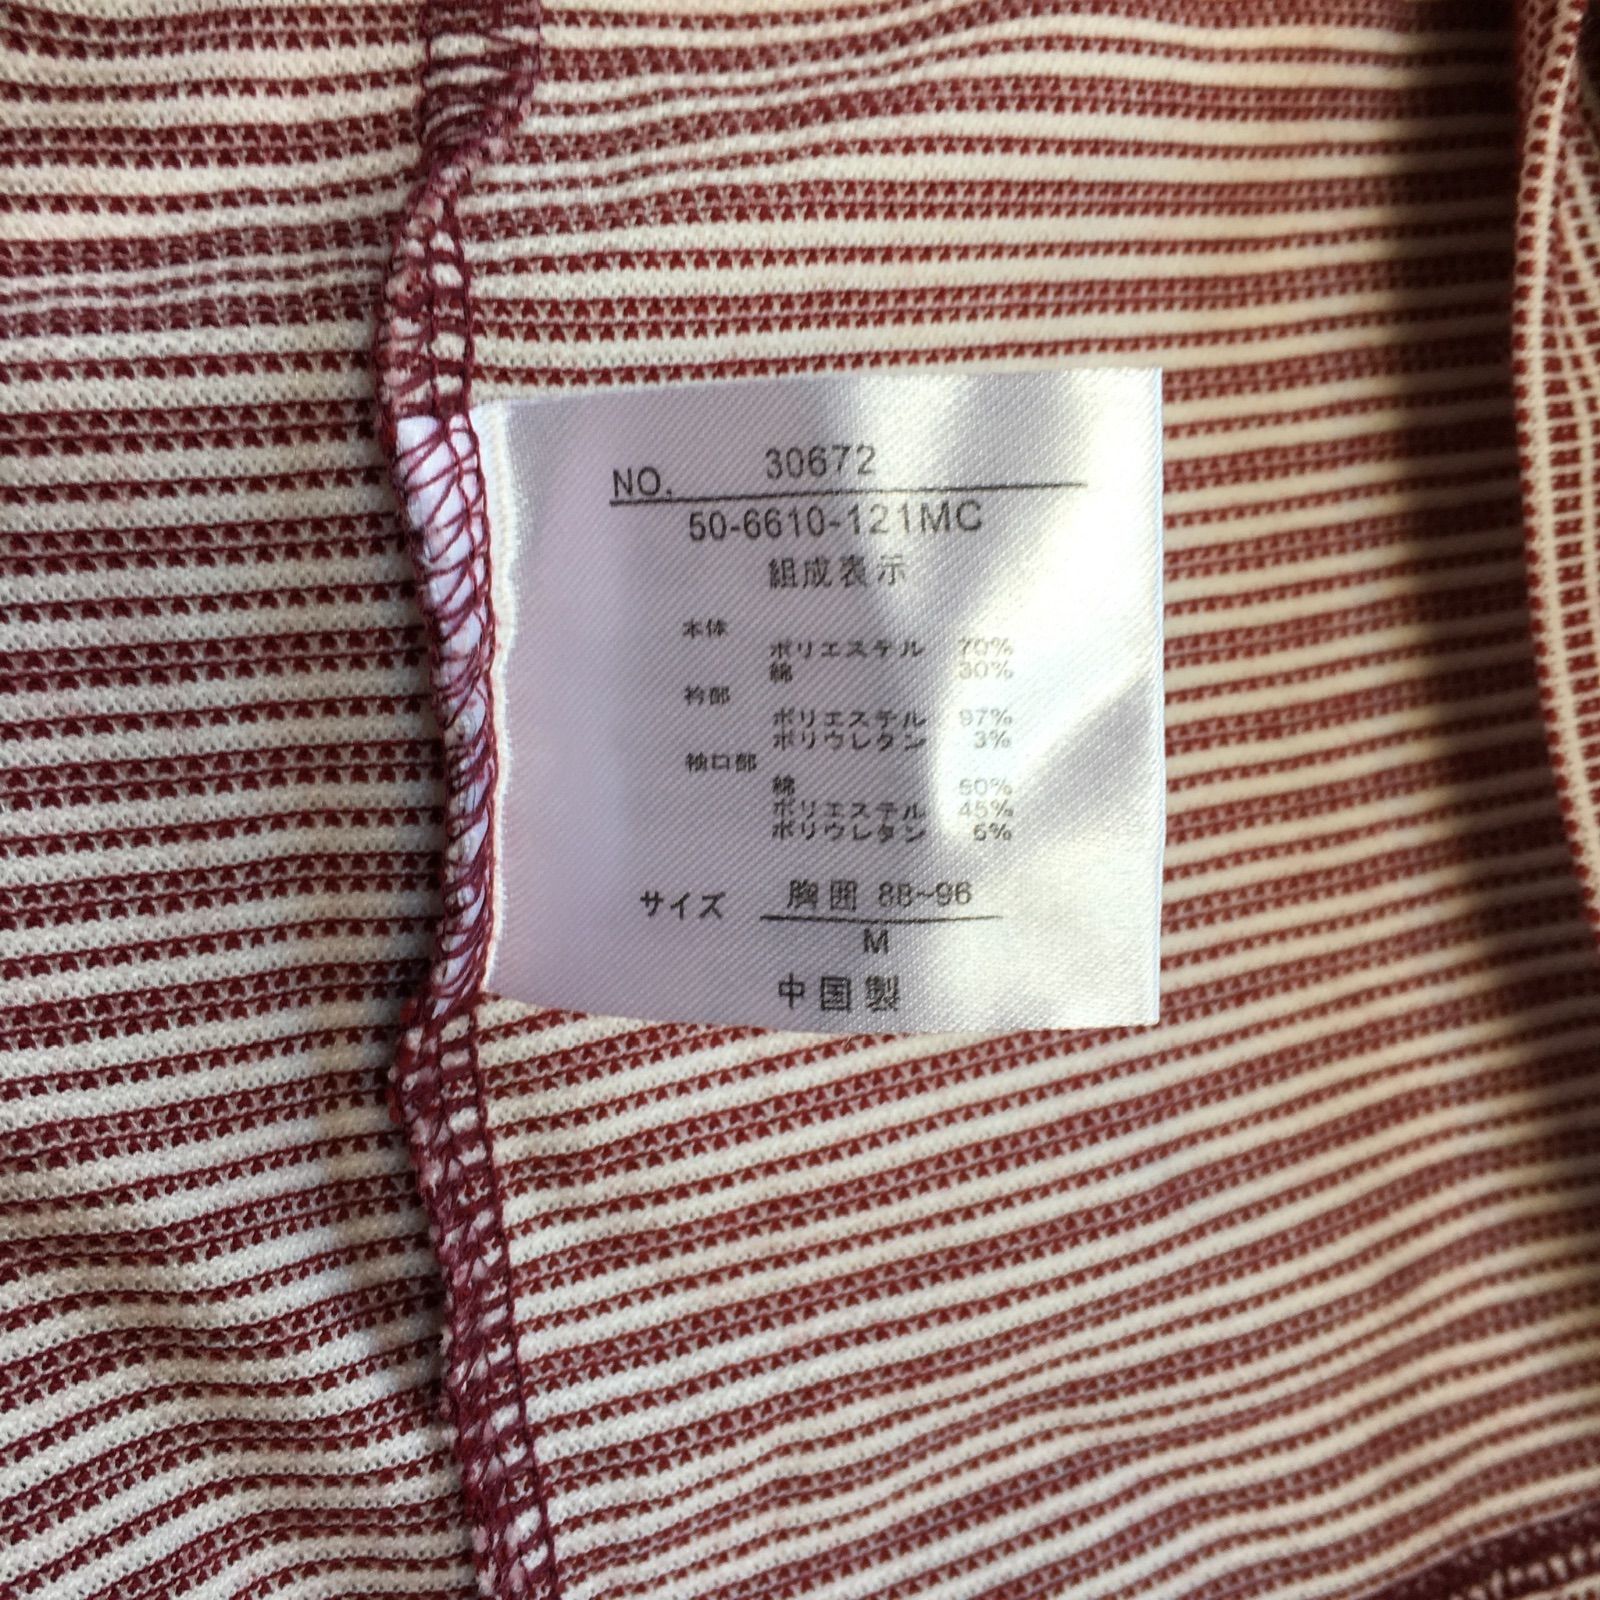 NO. 30672
50-6610-121MC
組成表示
本体
ポリエステル 70%
綿 30%
衿部
ポリエステル 97%
ポリウレタン 3%
袖口部
綿 50%
ポリエステル 45%
ポリウレタン 5%
サイズ 胸囲 88~96
M
中国製